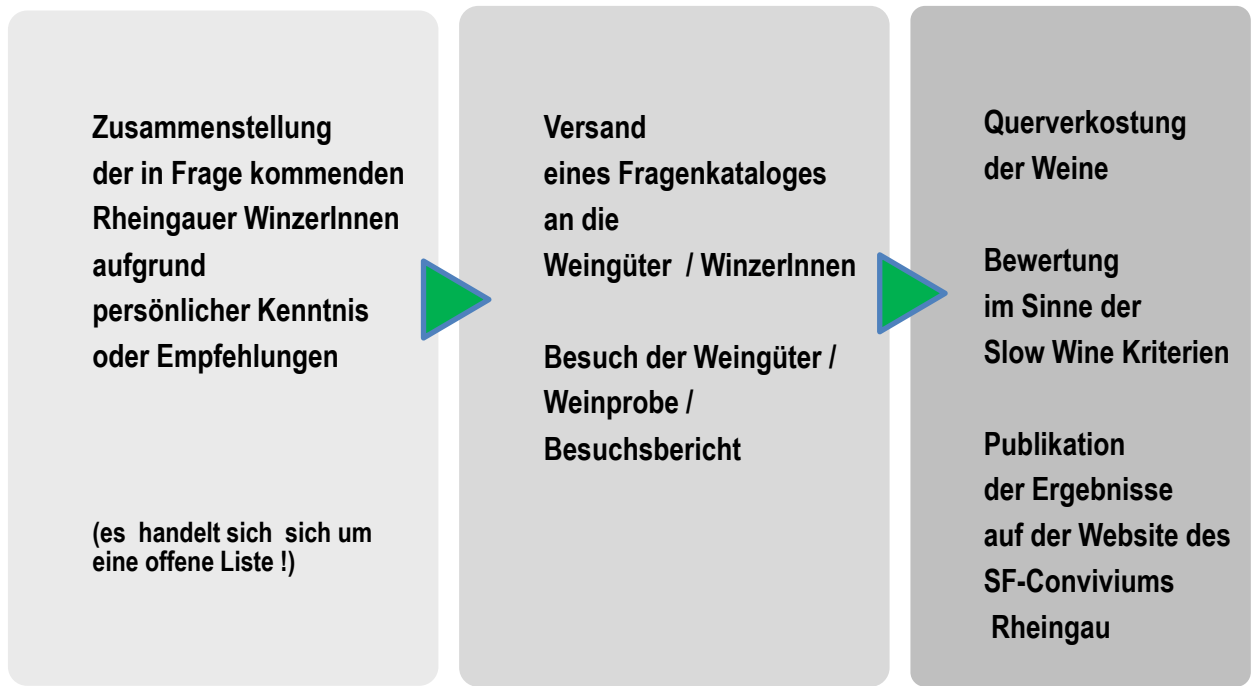 Zusammenstellung
der in Frage kommenden
Rheingauer WinzerInnen
aufgrund
persönlicher Kenntnis
oder Empfehlungen
(es handelt sich sich um
eine offene Liste !)
Versand
eines Fragenkataloges
an die
Weingüter / WinzerInnen
Besuch der Weingüter /
Weinprobe /
Besuchsbericht
Querverkostung
der Weine
Bewertung
im Sinne der
Slow Wine Kriterien
Publikation
der Ergebnisse
auf der Website des
SF-Conviviums
Rheingau